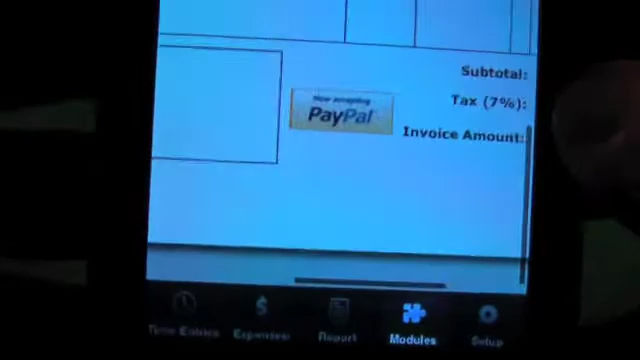 Subtotal:
Now accepting
PayPal
Tax (7%):
Invoice Amount:
Time Entries
Expenses
Report
Modules
Setup